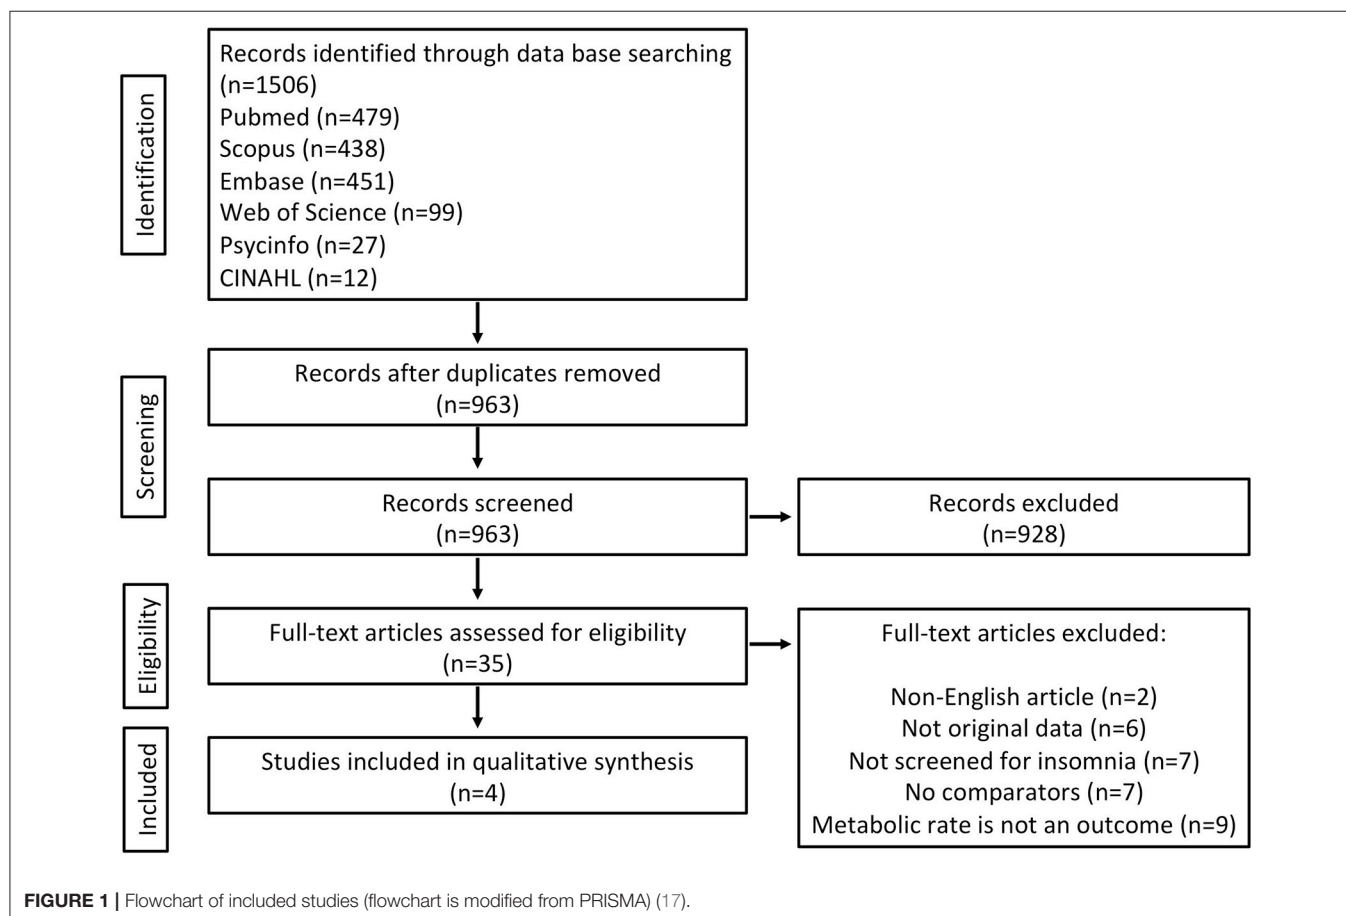 Identification
Records identified through data base searching
(n=1506)
Pubmed (n=479)
Scopus (n=438)
Embase (n=451)
Web of Science (n=99)
Psycinfo (n=27)
CINAHL (n=12)
Screening
Records after duplicates removed
(n=963)
Records screened
(n=963)
Records excluded
(n=928)
Eligibility
Full-text articles assessed for eligibility
(n=35)
Full-text articles excluded:
Non-English article (n=2)
Not original data (n=6)
Not screened for insomnia (n=7)
No comparators (n=7)
Metabolic rate is not an outcome (n=9)
Included
Studies included in qualitative synthesis
(n=4)
FIGURE 1 | Flowchart of included studies (flowchart is modified from PRISMA) (17).